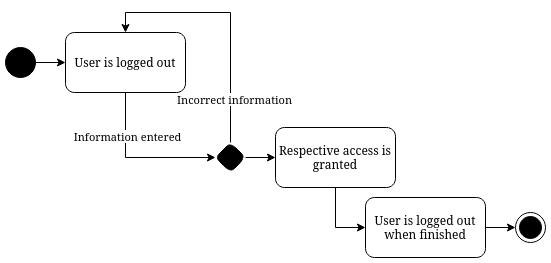 User is logged out
Incorrect information
Information entered
Respective access is
granted
User is logged out
when finished